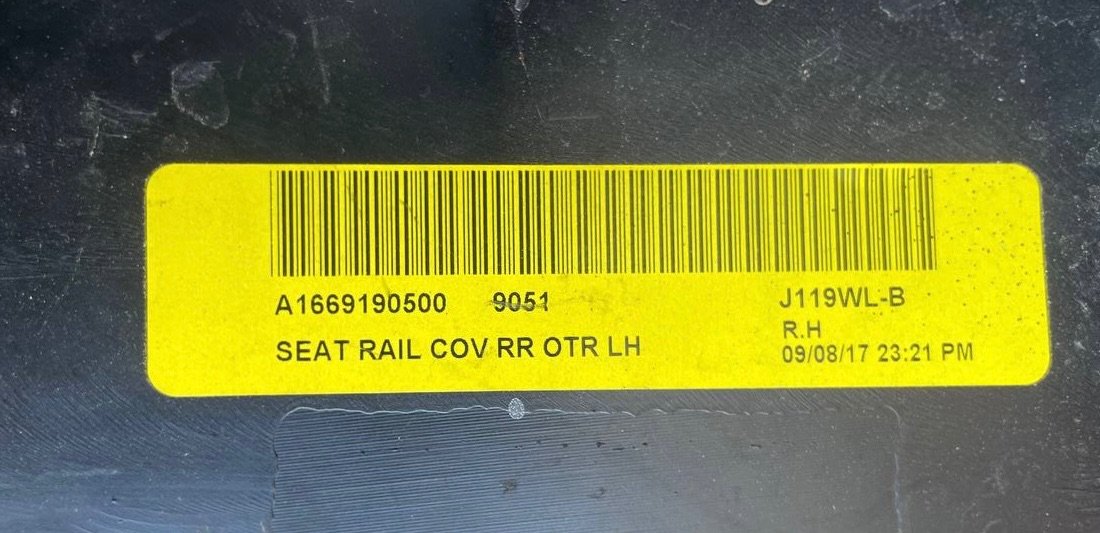 A1669190500 9051 J119WL-B
SEAT RAIL COV RR OTR LH R.H
09/08/17 23:21 PM